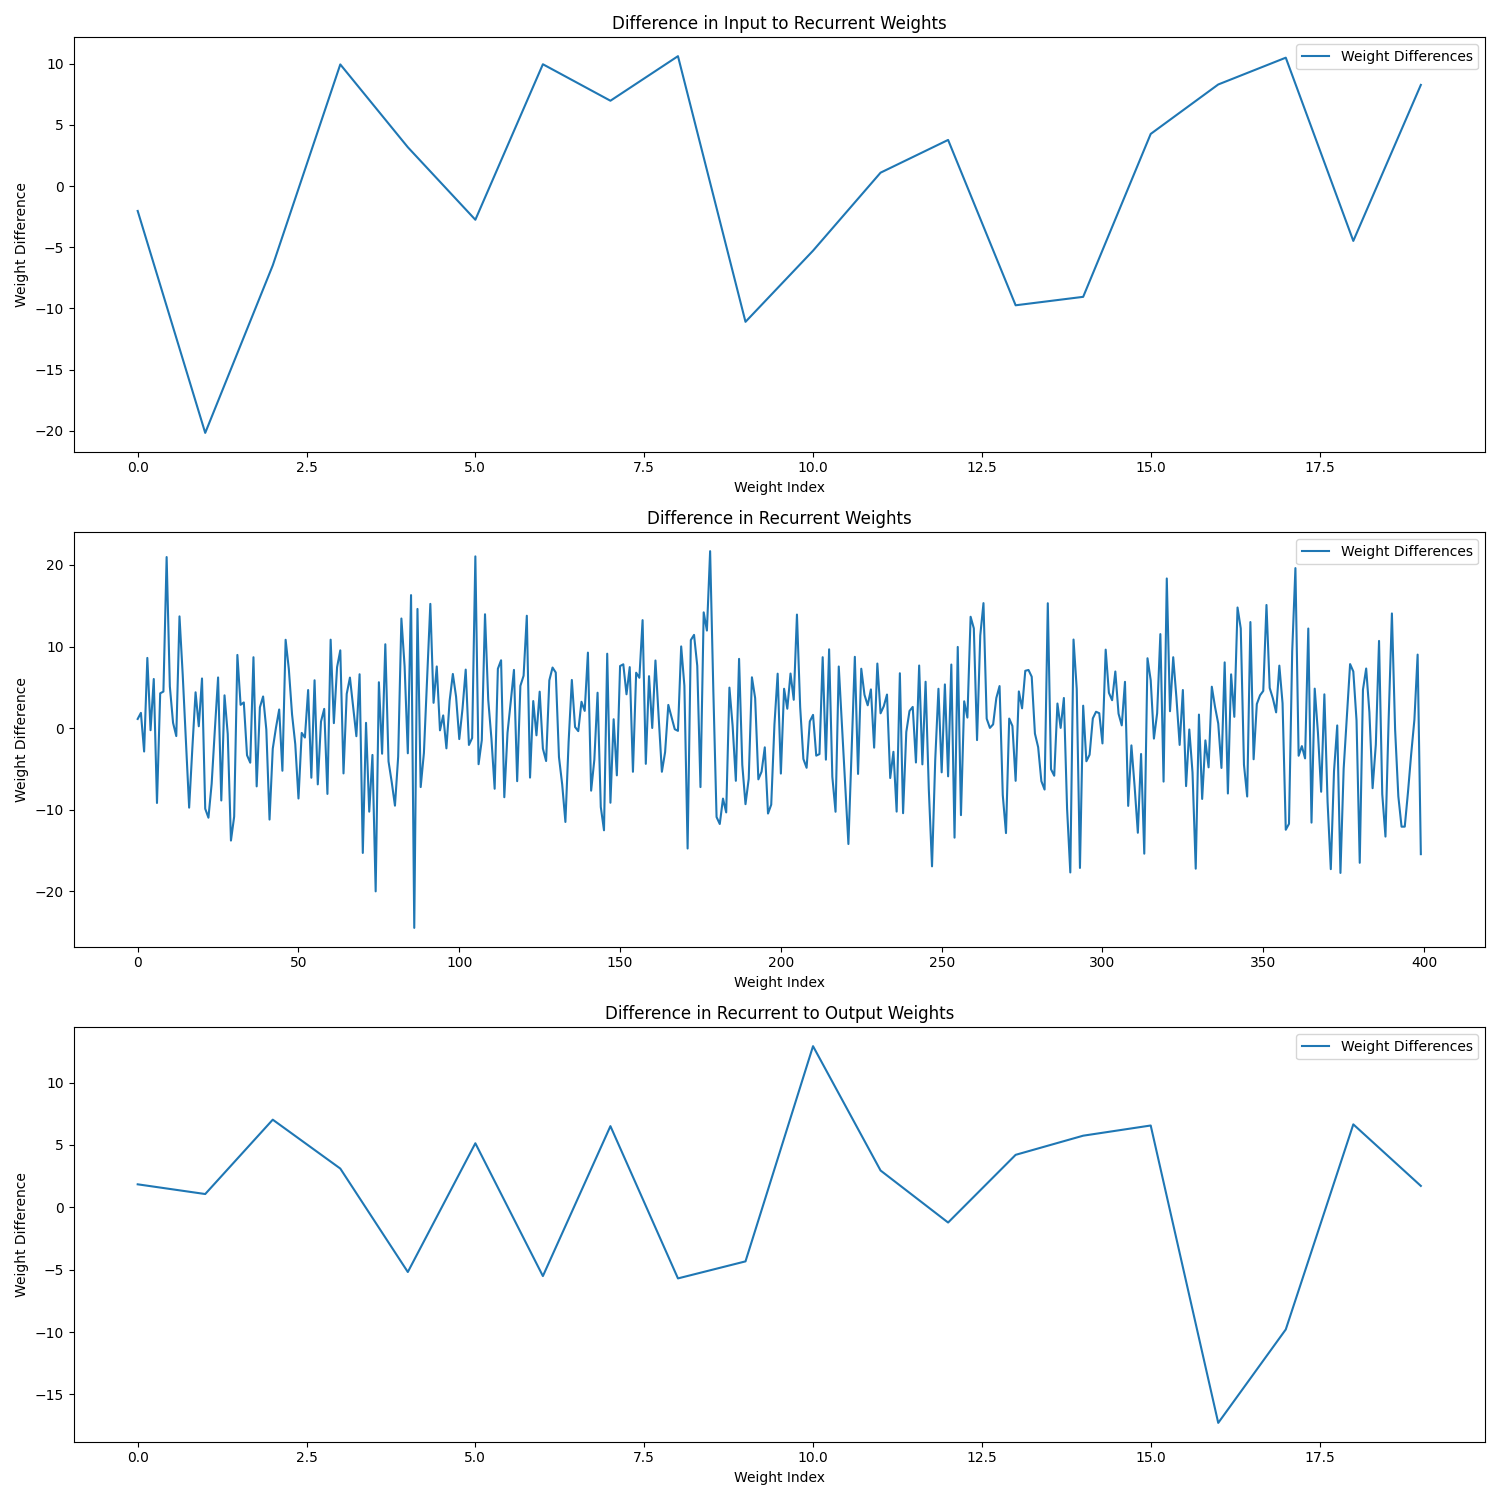 Difference in Input to Recurrent Weights
Weight Differences
10
5
0
−5
−10
−15
−20
Weight Difference
0.0 2.5 5.0 7.5 10.0 12.5 15.0 17.5
Weight Index
Difference in Recurrent Weights
Weight Differences
20
10
0
−10
−20
Weight Difference
0 50 100 150 200 250 300 350 400
Weight Index
Difference in Recurrent to Output Weights
Weight Differences
10
5
0
−5
−10
−15
Weight Difference
0.0 2.5 5.0 7.5 10.0 12.5 15.0 17.5
Weight Index